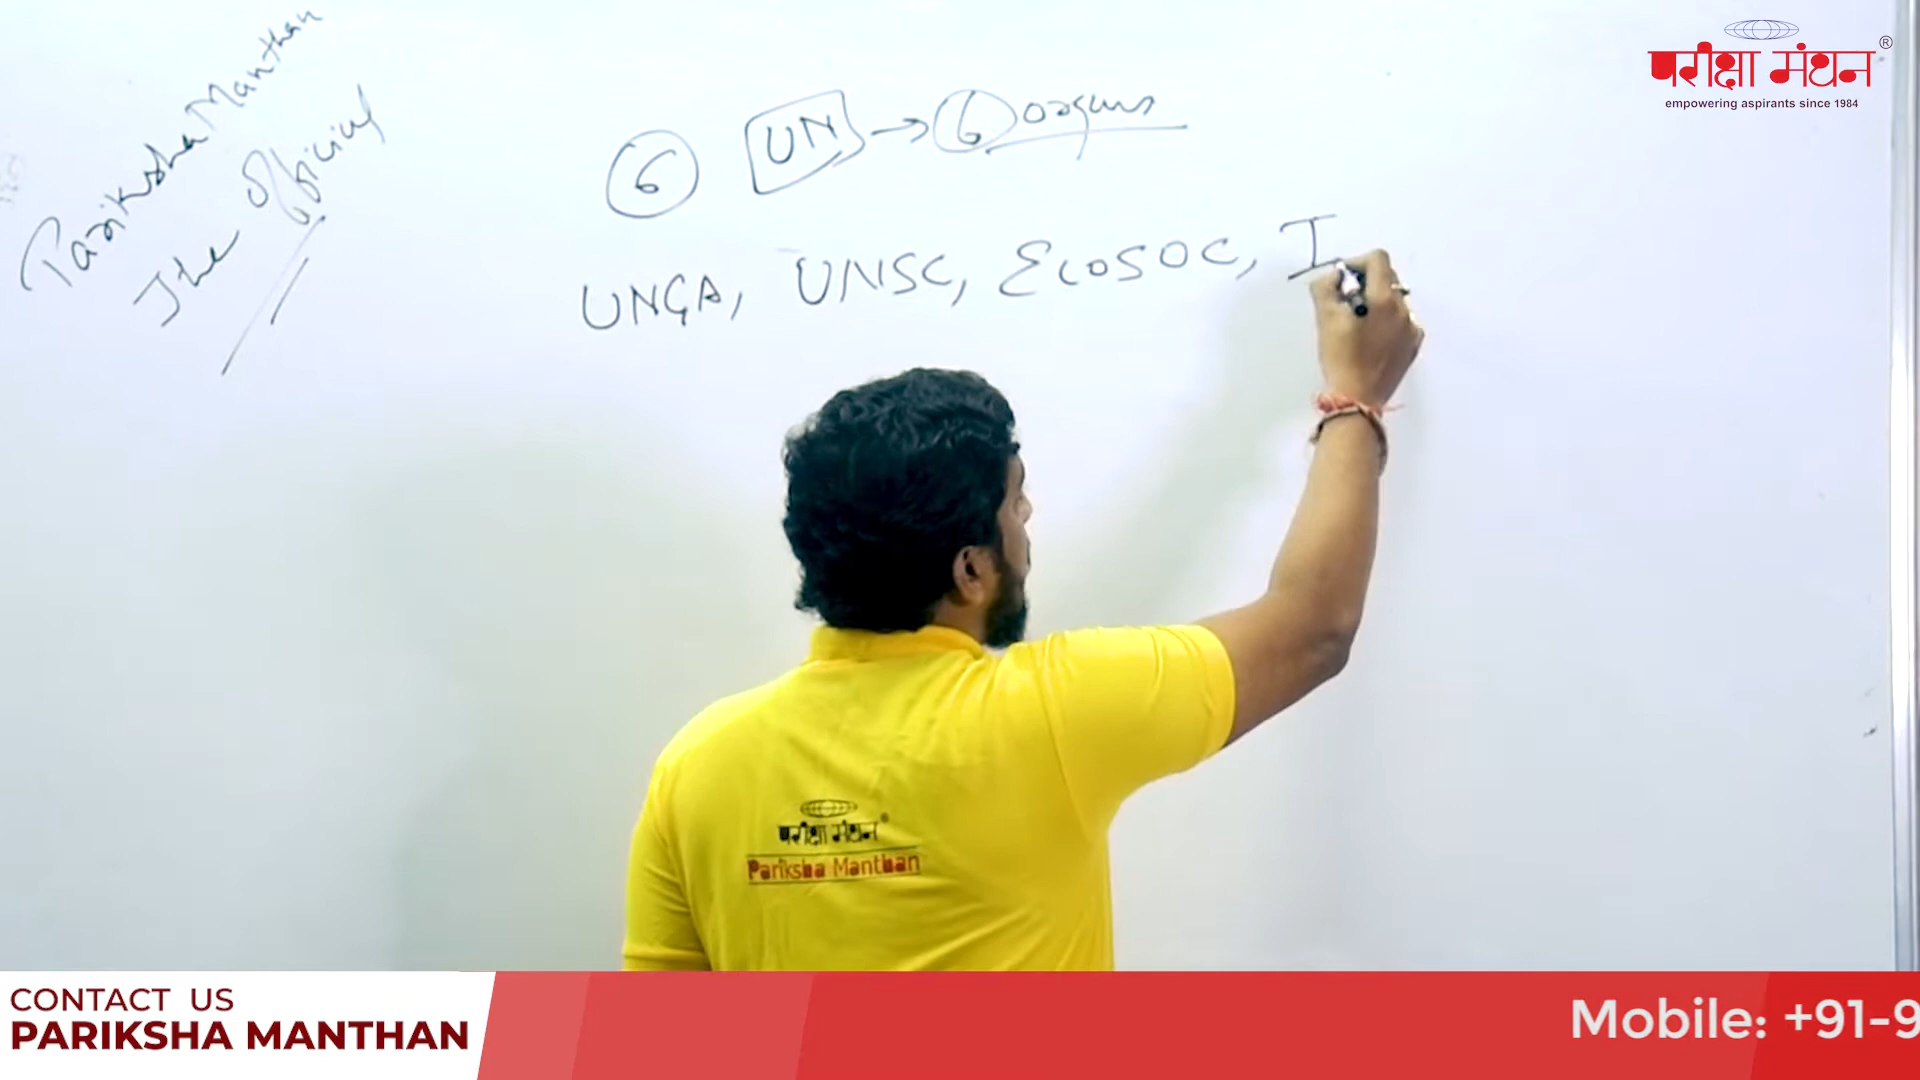 Pariksha Manthan
The Official
6 UN → 6 organs
UNGA, UNSC, ECOSOC, I
परीक्षा मंथन ®
empowering aspirants since 1984
परीक्षा मंथन
Pariksha Manthan
CONTACT US
PARIKSHA MANTHAN
Mobile: +91-9